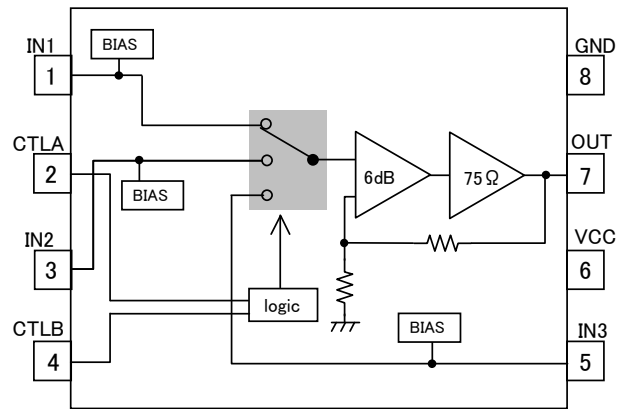 IN1
BIAS
GND
1
8
CTLA
OUT
2
BIAS
6dB
75Ω
7
IN2
VCC
3
6
logic
CTLB
BIAS
IN3
4
5